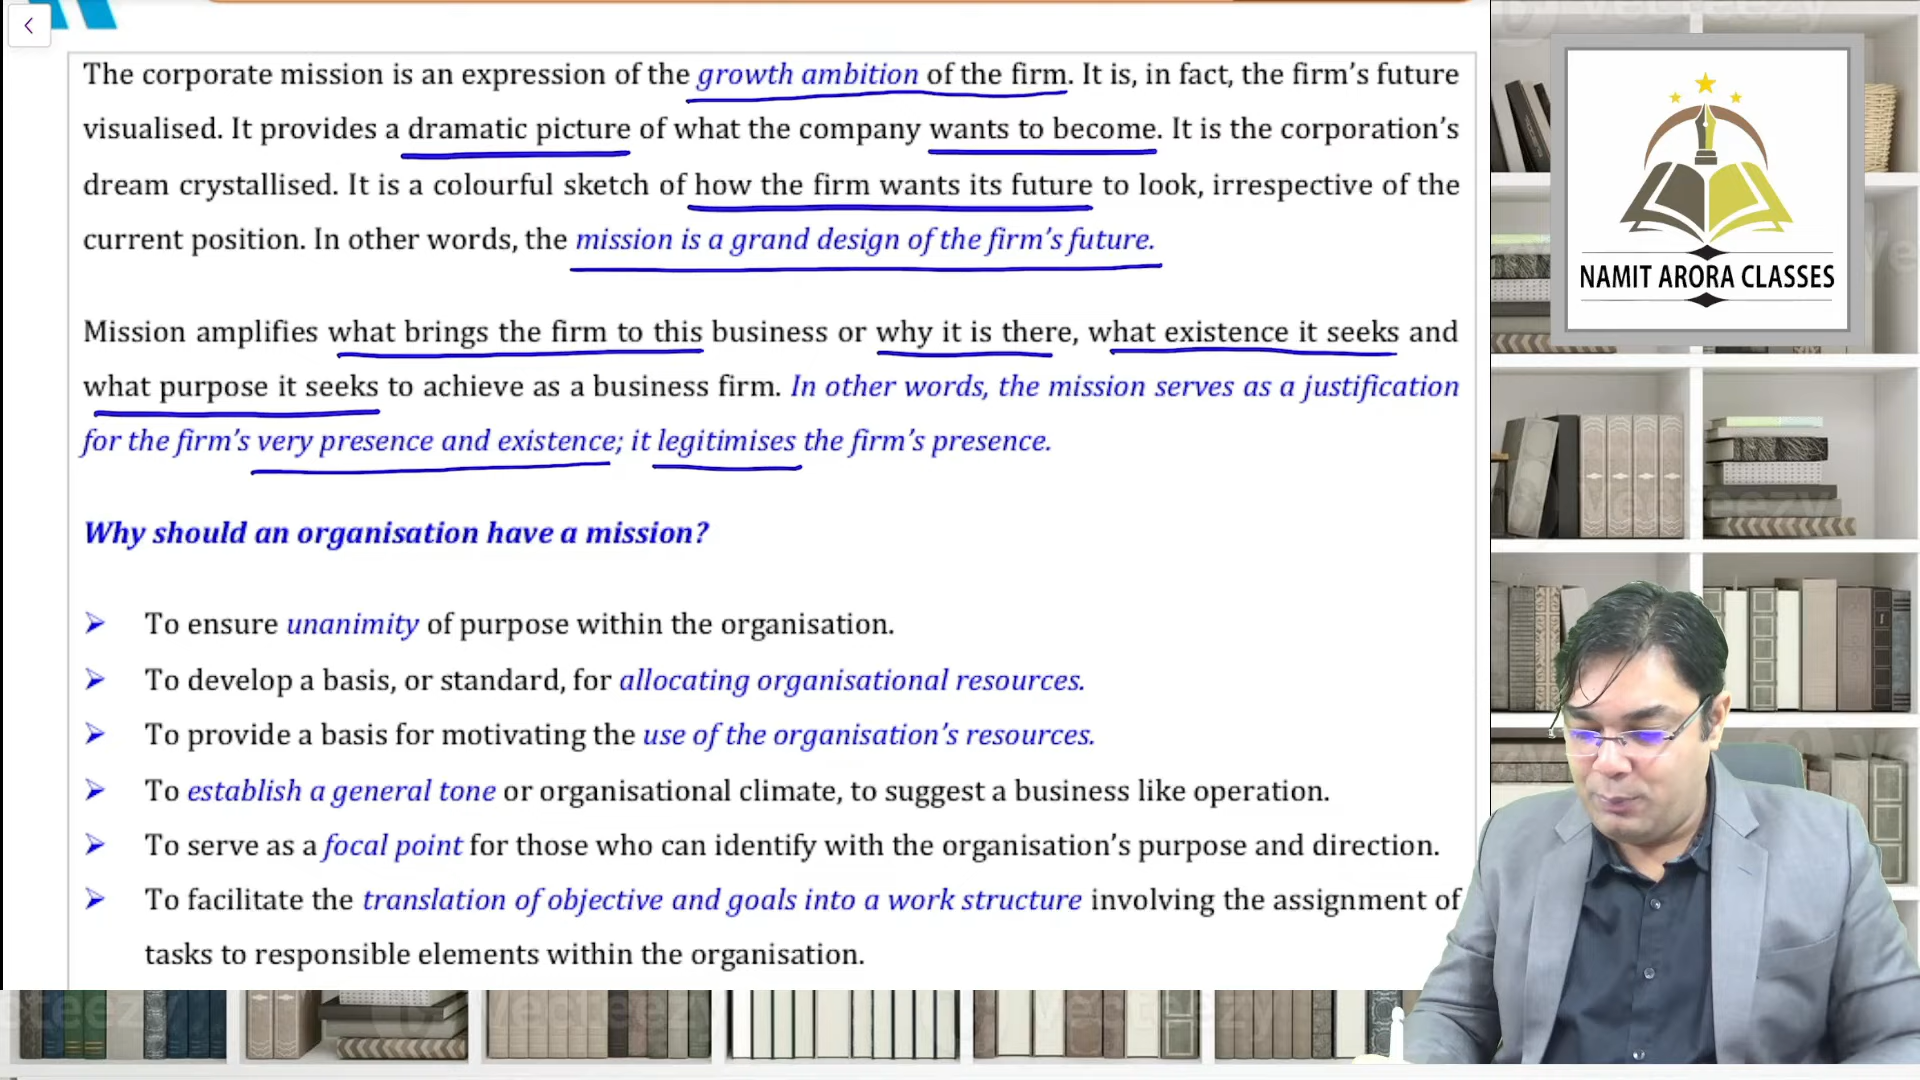 The corporate mission is an expression of the growth ambition of the firm. It is, in fact, the firm’s future
visualised. It provides a dramatic picture of what the company wants to become. It is the corporation’s
dream crystallised. It is a colourful sketch of how the firm wants its future to look, irrespective of the
current position. In other words, the mission is a grand design of the firm’s future.
Mission amplifies what brings the firm to this business or why it is there, what existence it seeks and
what purpose it seeks to achieve as a business firm. In other words, the mission serves as a justification
for the firm’s very presence and existence; it legitimises the firm’s presence.
Why should an organisation have a mission?
➢ To ensure unanimity of purpose within the organisation.
➢ To develop a basis, or standard, for allocating organisational resources.
➢ To provide a basis for motivating the use of the organisation’s resources.
➢ To establish a general tone or organisational climate, to suggest a business like operation.
➢ To serve as a focal point for those who can identify with the organisation’s purpose and direction.
➢ To facilitate the translation of objective and goals into a work structure involving the assignment of
tasks to responsible elements within the organisation.
NAMIT ARORA CLASSES